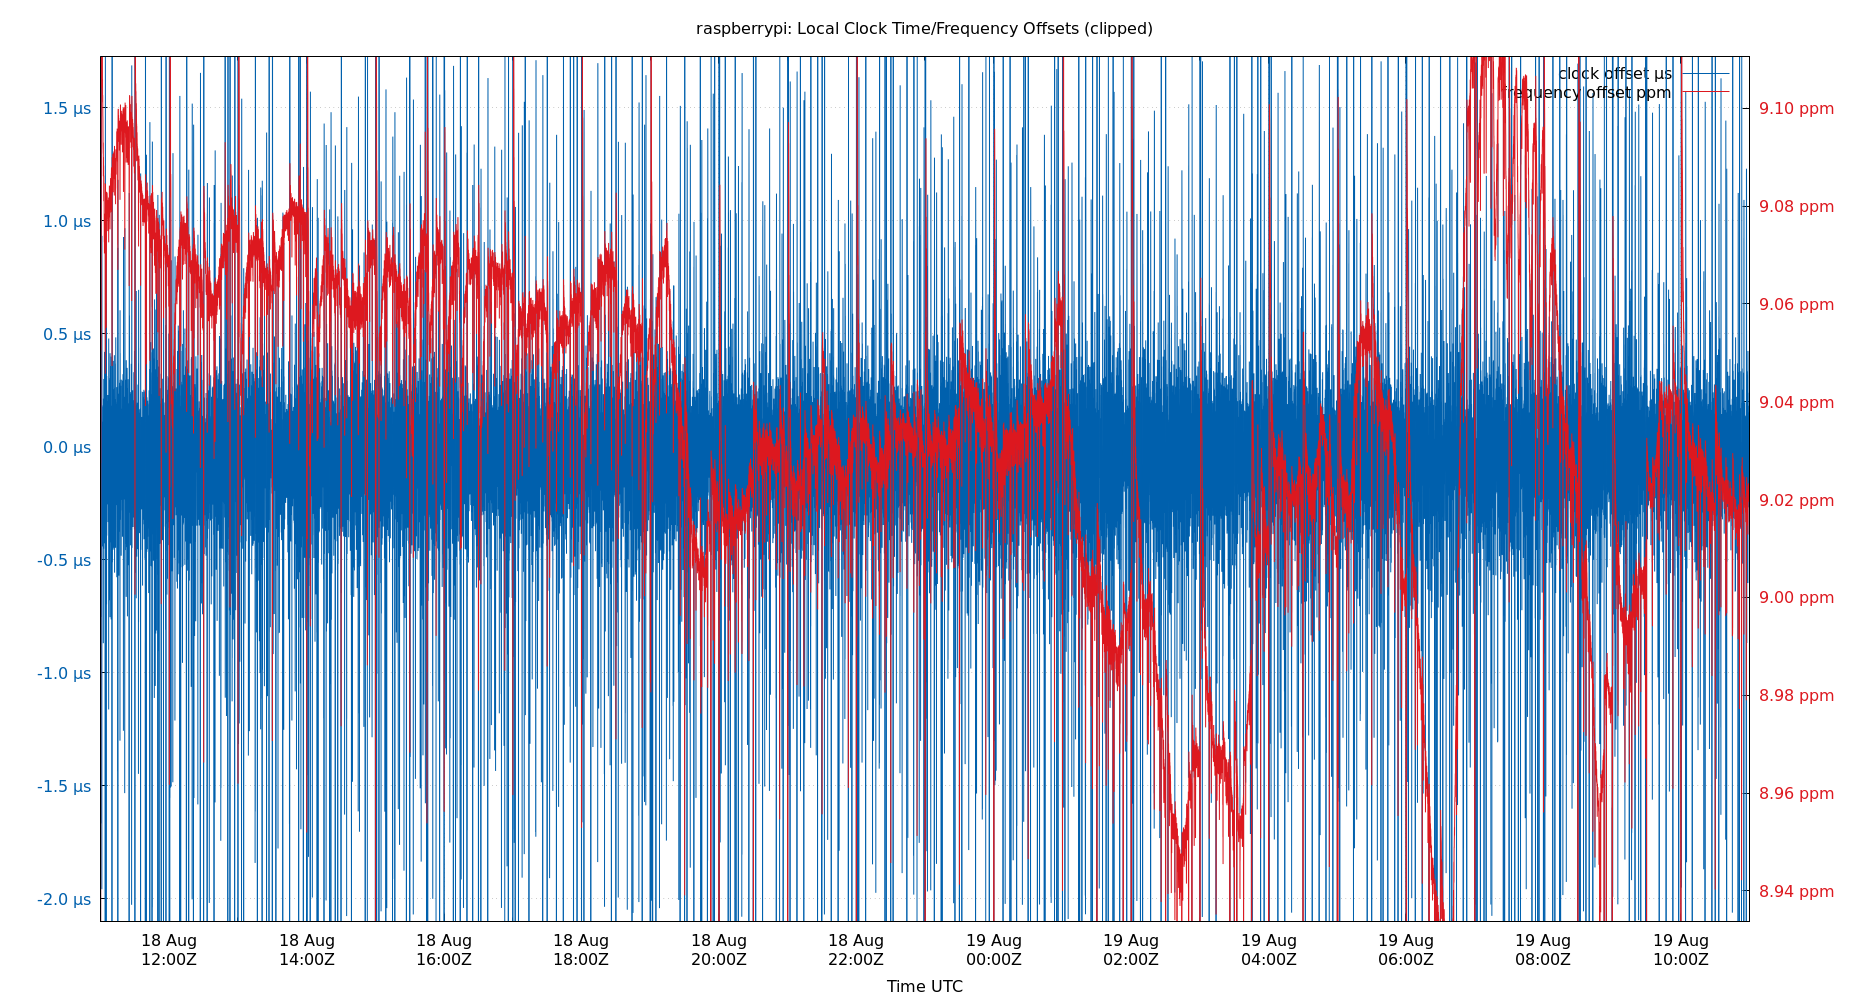 raspberrypi: Local Clock Time/Frequency Offsets (clipped)
clock offset µs
frequency offset ppm
1.5 µs
1.0 µs
0.5 µs
0.0 µs
-0.5 µs
-1.0 µs
-1.5 µs
-2.0 µs
9.10 ppm
9.08 ppm
9.06 ppm
9.04 ppm
9.02 ppm
9.00 ppm
8.98 ppm
8.96 ppm
8.94 ppm
18 Aug 18 Aug 18 Aug 18 Aug 18 Aug 18 Aug 19 Aug 19 Aug 19 Aug 19 Aug 19 Aug 19 Aug
12:00Z 14:00Z 16:00Z 18:00Z 20:00Z 22:00Z 00:00Z 02:00Z 04:00Z 06:00Z 08:00Z 10:00Z
Time UTC